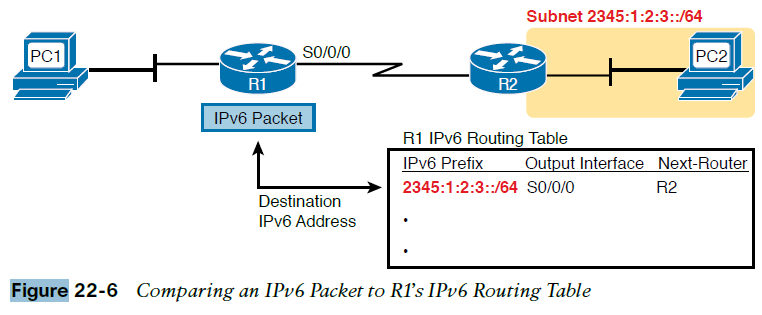 Subnet 2345:1:2:3::/64
PC1
S0/0/0
R1
R2
PC2
IPv6 Packet
Destination
IPv6 Address
R1 IPv6 Routing Table
IPv6 Prefix Output Interface Next-Router
2345:1:2:3::/64 S0/0/0 R2
Figure 22-6 Comparing an IPv6 Packet to R1's IPv6 Routing Table